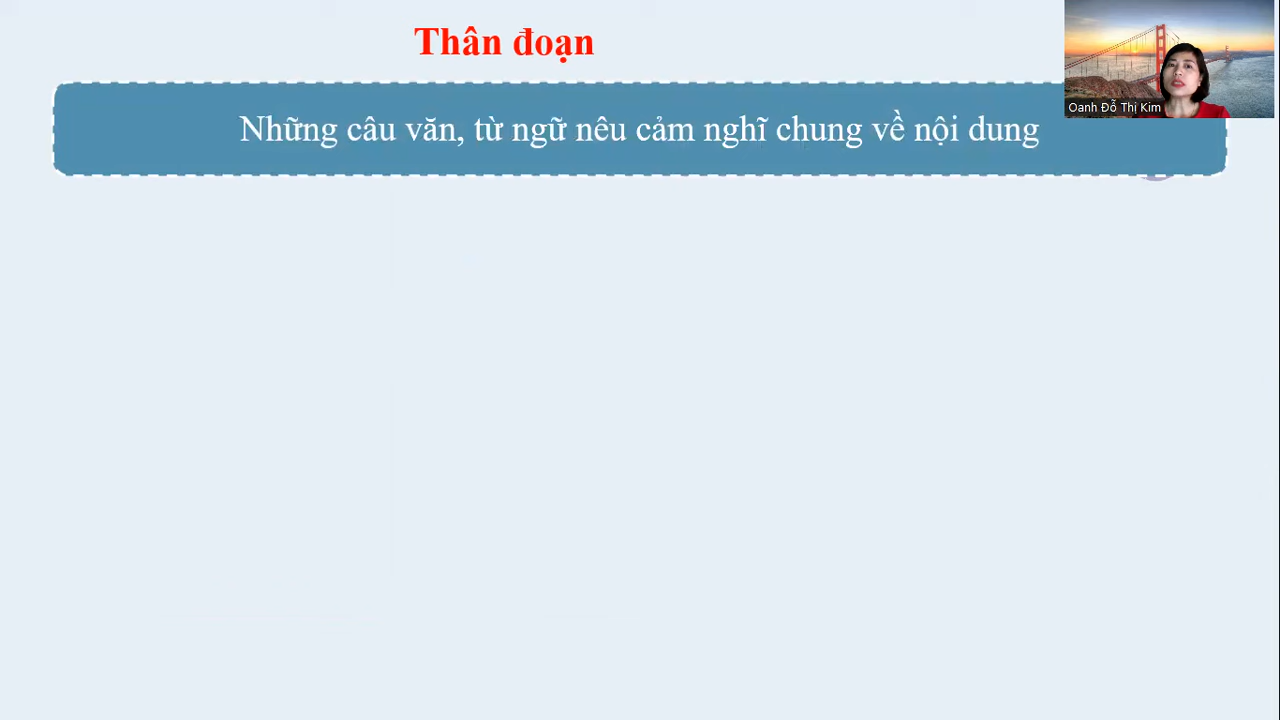 Thân đoạn
Những câu văn, từ ngữ nêu cảm nghĩ chung về nội dung
Oanh Đỗ Thị Kim